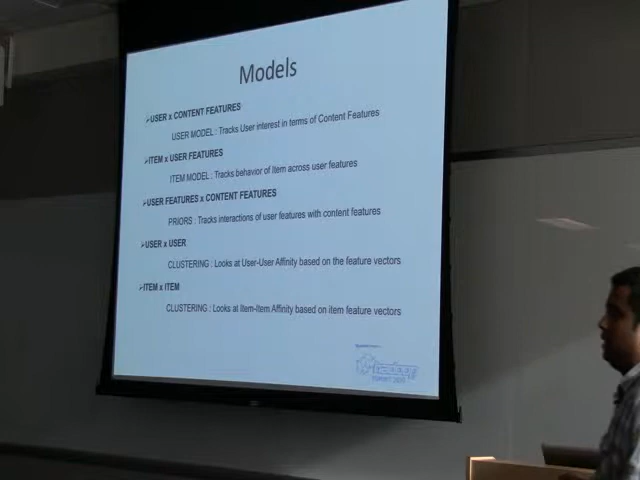 Models
➢USER x CONTENT FEATURES
USER MODEL : Tracks User interest in terms of Content Features
➢ITEM x USER FEATURES
ITEM MODEL : Tracks behavior of Item across user features
➢USER FEATURES x CONTENT FEATURES
PRIORS : Tracks interactions of user features with content features
➢USER x USER
CLUSTERING : Looks at User-User Affinity based on the feature vectors
➢ITEM x ITEM
CLUSTERING : Looks at Item-Item Affinity based on item feature vectors